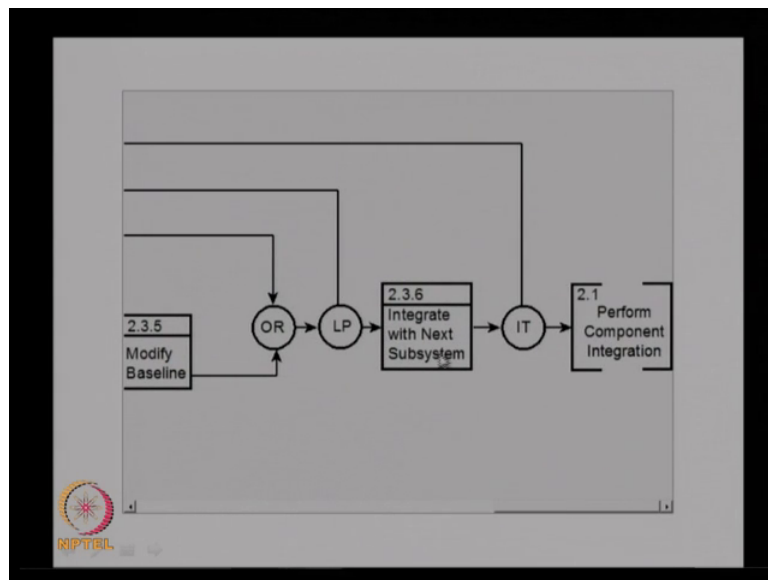 2.3.5
Modify
Baseline
OR
LP
2.3.6
Integrate
with Next
Subsystem
IT
2.1
Perform
Component
Integration
NPTEL